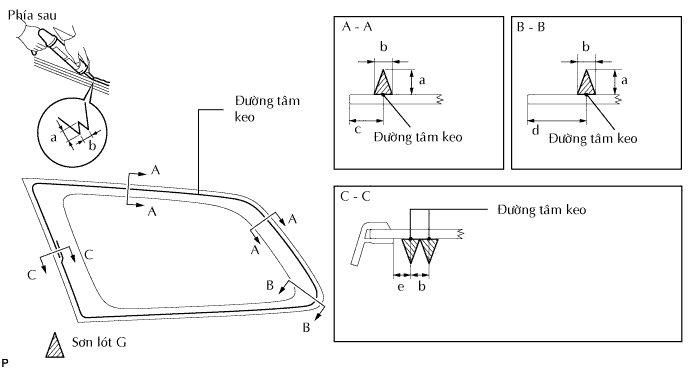 Phía sau
a
b
Đường tâm
keo
A
A
A
A
B
B
C
C
Sơn lót G
P
A - A
b
a
c
Đường tâm keo
B - B
b
a
d
Đường tâm keo
C - C
Đường tâm keo
e
b